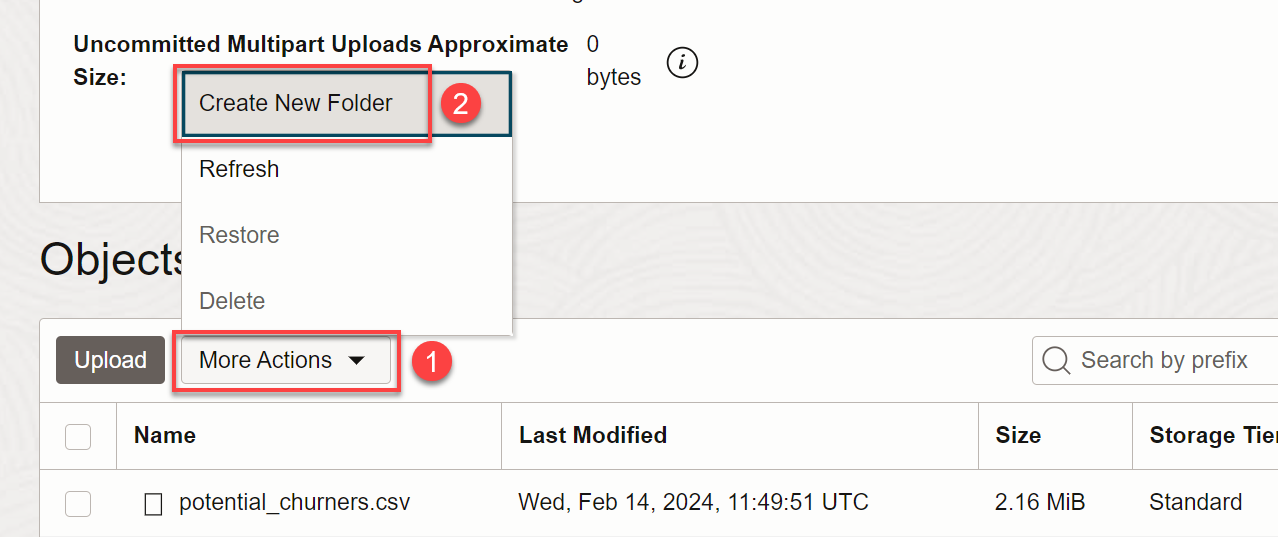 Uncommitted Multipart Uploads Approximate 0
Size: bytes i
Create New Folder 2
Refresh
Restore
Objects
Delete
Upload More Actions 1 Search by prefix
Name Last Modified Size Storage Tier
potential_churners.csv Wed, Feb 14, 2024, 11:49:51 UTC 2.16 MiB Standard